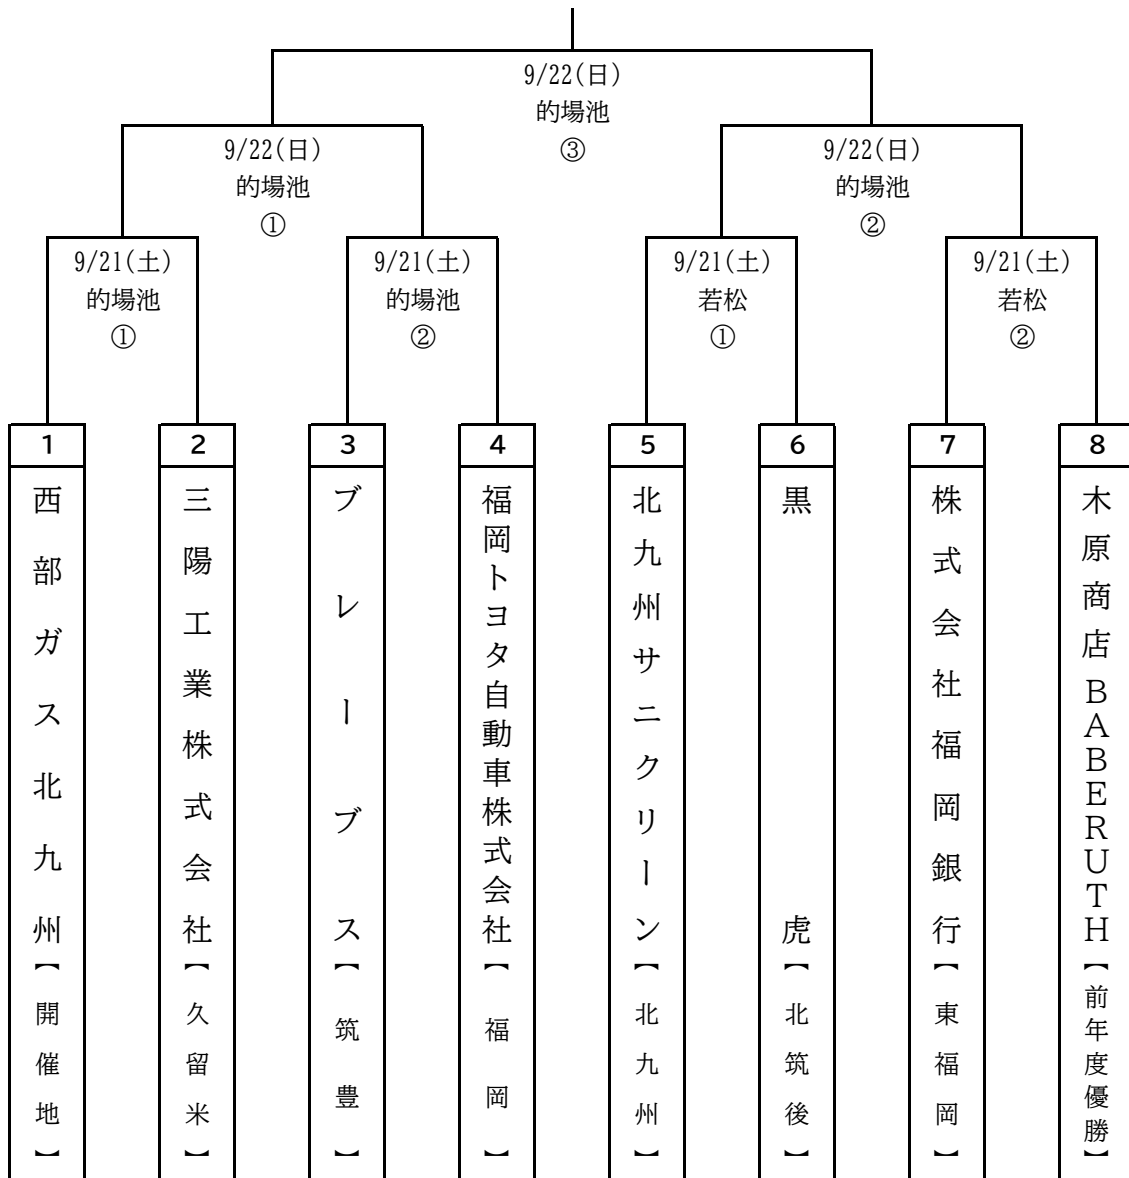 9/22(日)
的場池
③
9/22(日)
的場池
①
9/22(日)
的場池
②
9/21(土)
的場池
①
9/21(土)
的場池
②
9/21(土)
若松
①
9/21(土)
若松
②
1
西部ガス北九州【開催地】
2
三陽工業株式会社【久留米】
3
ブレーブス【筑豊】
4
福岡トヨタ自動車株式会社【福岡】
5
北九州サニクリーン【北九州】
6
黒虎【北筑後】
7
株式会社福岡銀行【東福岡】
8
木原商店BABERUTH【前年度優勝】